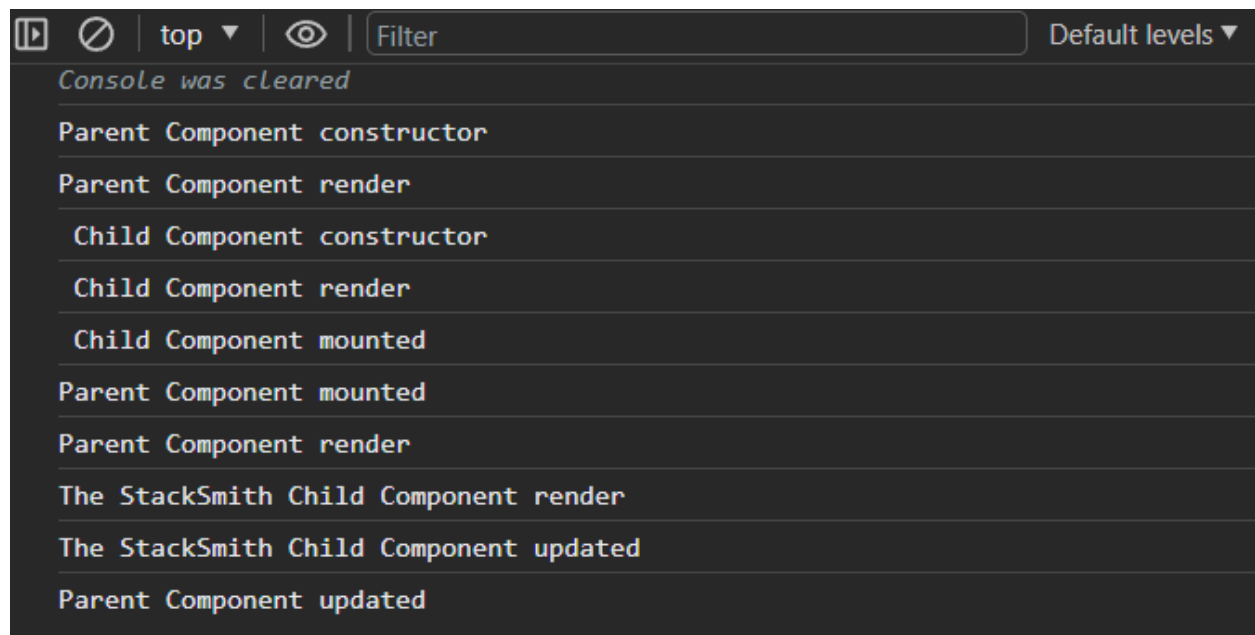 top
Filter
Default levels
Console was cleared
Parent Component constructor
Parent Component render
Child Component constructor
Child Component render
Child Component mounted
Parent Component mounted
Parent Component render
The StackSmith Child Component render
The StackSmith Child Component updated
Parent Component updated